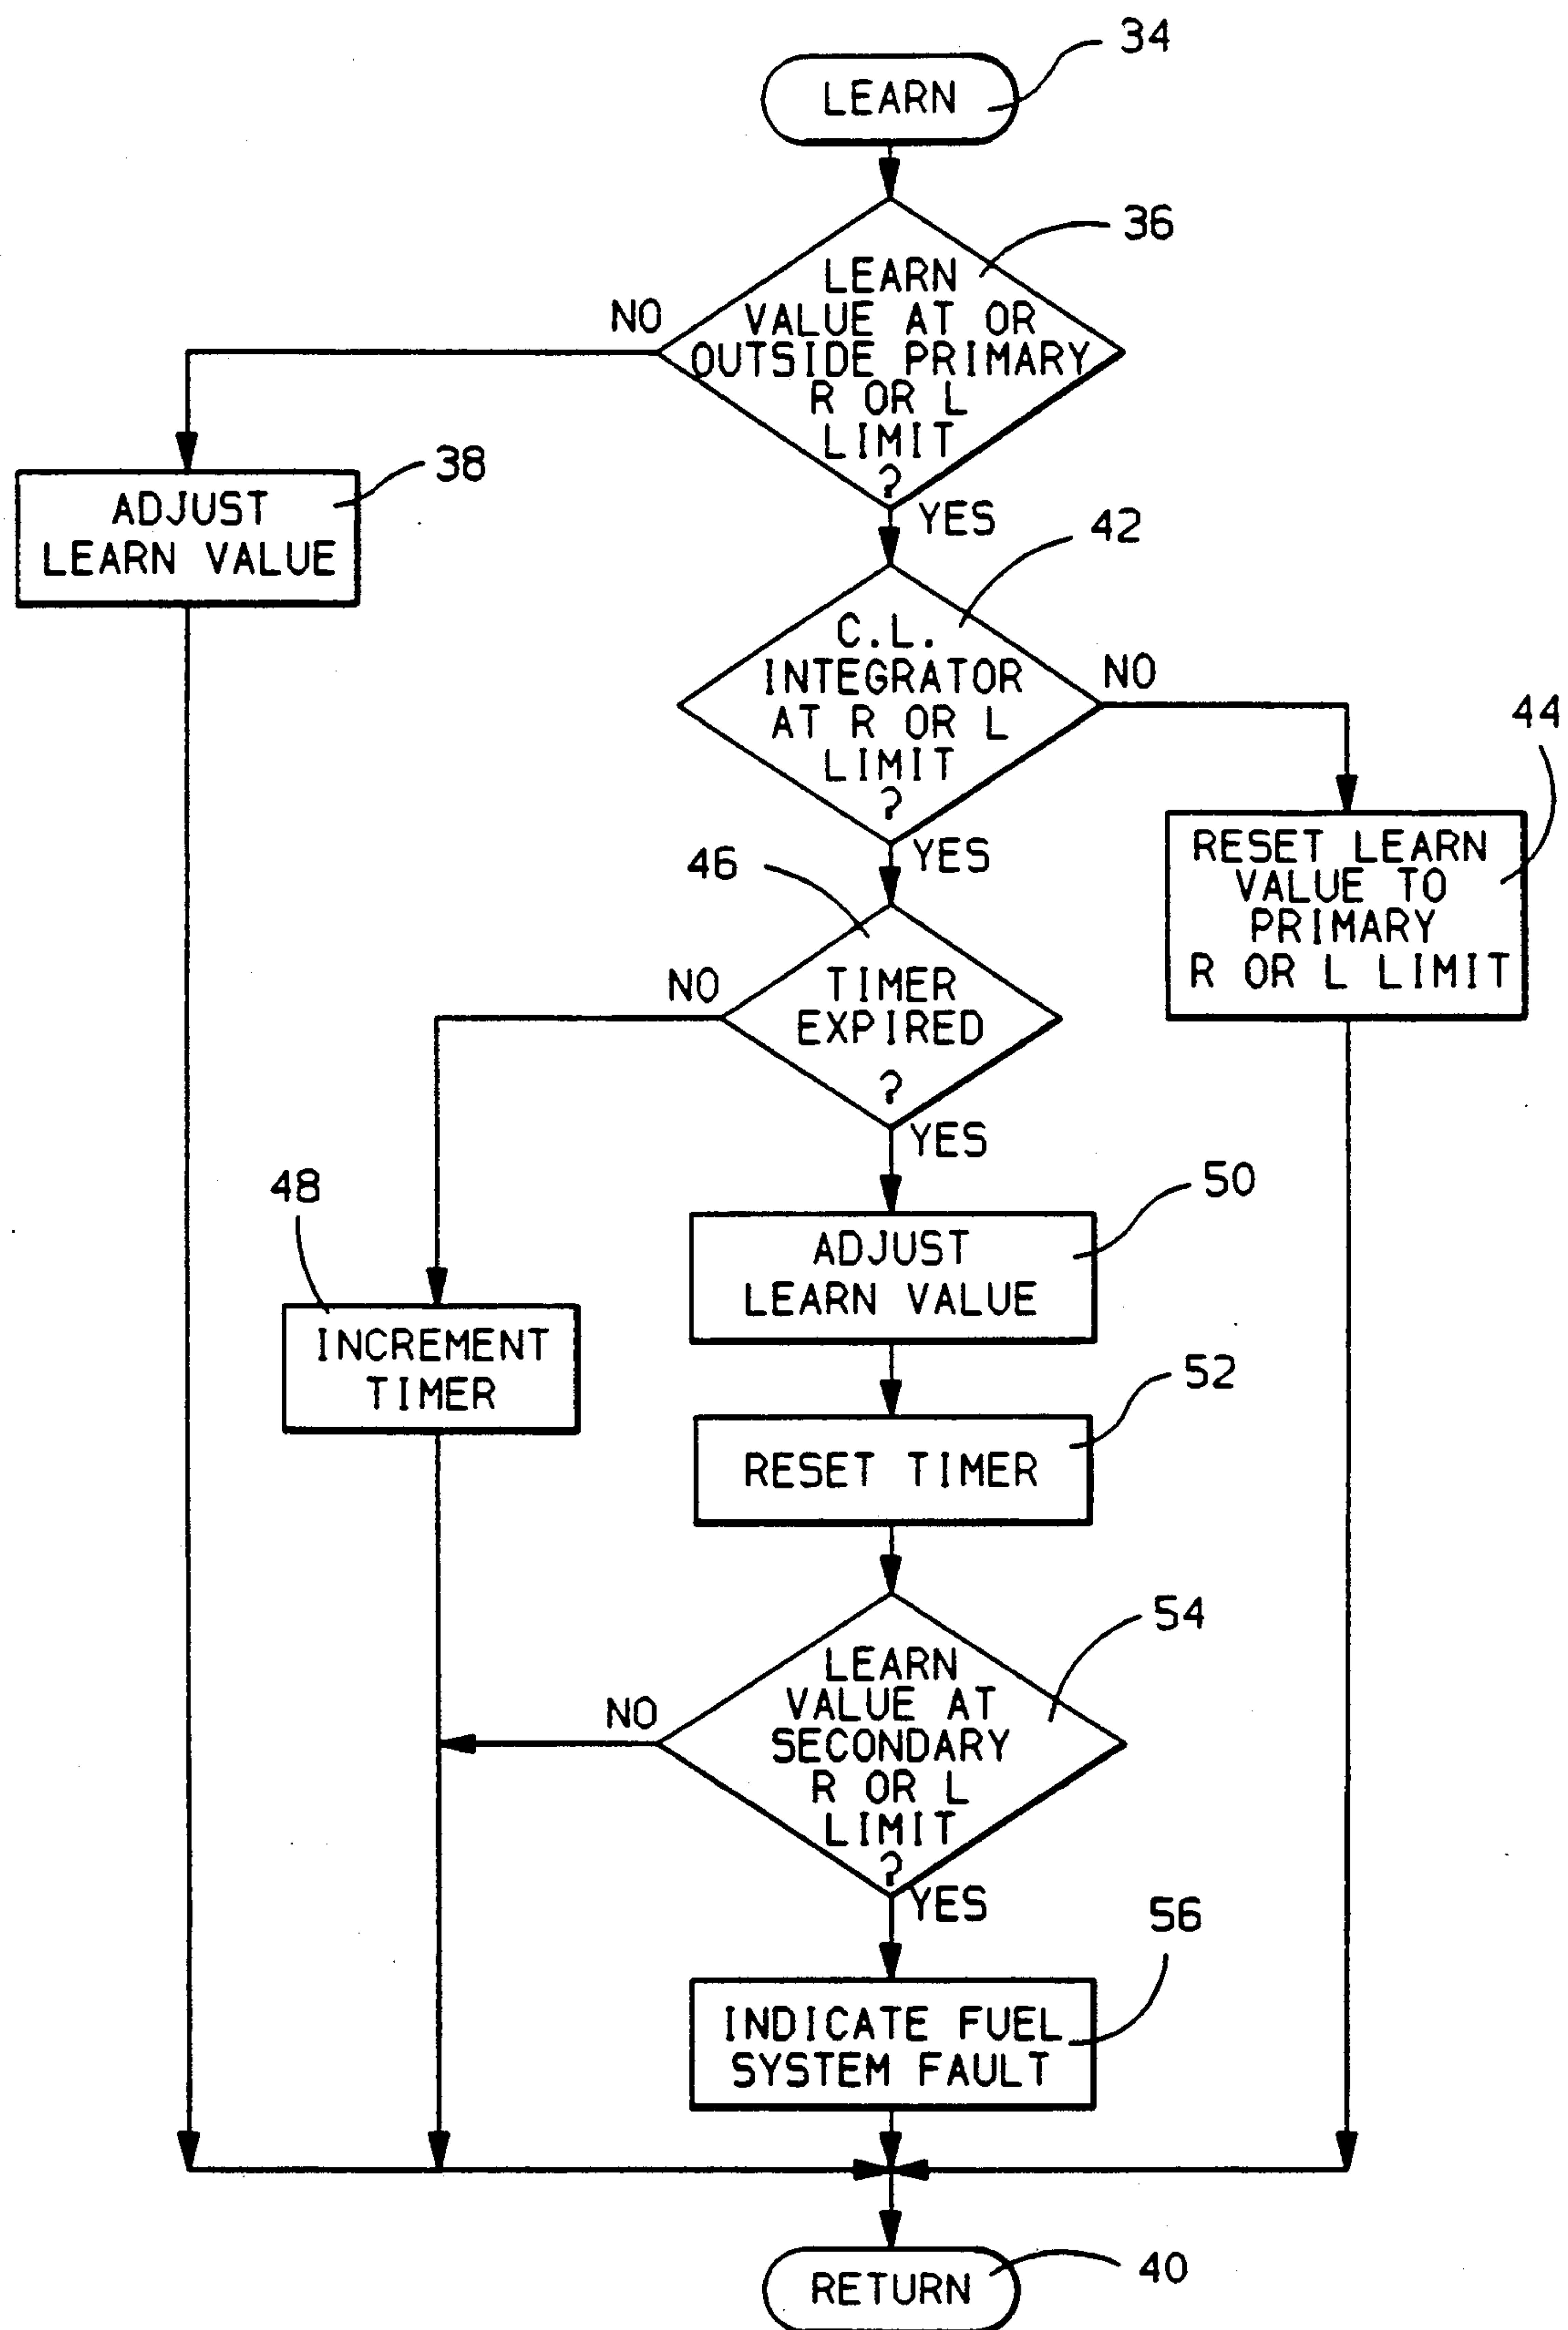 34
LEARN
36
LEARN
VALUE AT OR
OUTSIDE PRIMARY
R OR L
LIMIT
?
NO
YES
38
ADJUST
LEARN VALUE
42
C.L.
INTEGRATOR
AT R OR L
LIMIT
?
NO
YES
44
RESET LEARN
VALUE TO
PRIMARY
R OR L LIMIT
46
TIMER
EXPIRED
?
NO
YES
48
INCREMENT
TIMER
50
ADJUST
LEARN VALUE
52
RESET TIMER
54
LEARN
VALUE AT
SECONDARY
R OR L
LIMIT
?
NO
YES
56
INDICATE FUEL
SYSTEM FAULT
40
RETURN